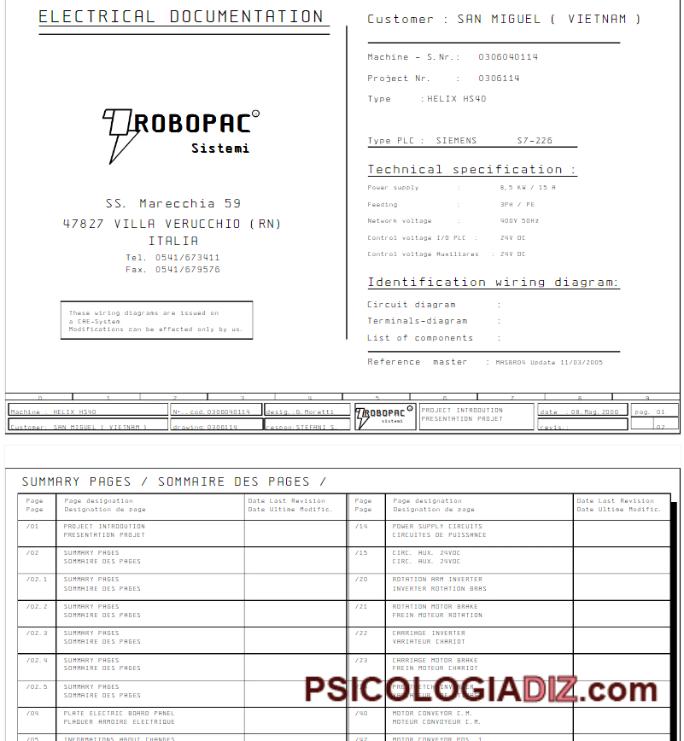 ELECTRICAL DOCUMENTATION
Customer : SAN MIGUEL ( VIETNAM )
Machine - S.Nr.: 0306040114
Project Nr. : 0306114
Type : HELIX HS40
ROBOPAC
Sistemi
Type PLC : SIEMENS S7-226
Technical specification :
Power supply : 8,5 KW / 15 A
Feeding : 3PH / PE
Network voltage : 400V 50Hz
Control voltage I/O PLC : 24V DC
Control voltage Auxiliares : 24V DC
SS. Marecchia 59
47827 VILLA VERUCCHIO (RN)
ITALIA
Tel. 0541/673411
Fax. 0541/679576
Identification wiring diagram:
Circuit diagram :
Terminals-diagram :
List of components :
These wiring diagrams are issued on
a CAE-System
Modifications can be affected only by us.
Reference master : MASBR04 Update 11/03/2005
0 1 2 3 4 5 6 7 8 9
Machine : HELIX HS40 Nr. cod. 0306040114 desig. G.Moretti ROBOPAC sistemi PROJECT INTRODUTION date : 08.Mag.2006 pag. 01
PRESENTATION PROJET
Customer: SAN MIGUEL ( VIETNAM ) drawing 0306114 respon: STEFANI S. revis.: 02
SUMMARY PAGES / SOMMAIRE DES PAGES /
Page Page designation Date Last Revision Page Page designation Date Last Revision
Page Designation de page Date Ultime Modific. Page Designation de page Date Ultime Modific.
/01 PROJECT INTRODUTION /14 POWER SUPPLY CIRCUITS
PRESENTATION PROJET CIRCUITES DE PUISSANCE
/02 SUMMARY PAGES /15 CIRC. AUX. 24VDC
SOMMAIRE DES PAGES CIRC. AUX. 24VDC
/02.1 SUMMARY PAGES /20 ROTATION ARM INVERTER
SOMMAIRE DES PAGES INVERTER ROTATION BRAS
/02.2 SUMMARY PAGES /21 ROTATION MOTOR BRAKE
SOMMAIRE DES PAGES FREIN MOTEUR ROTATION
/02.3 SUMMARY PAGES /22 CARRIAGE INVERTER
SOMMAIRE DES PAGES VARIATEUR CHARIOT
/02.4 SUMMARY PAGES /23 CARRIAGE MOTOR BRAKE
SOMMAIRE DES PAGES FREIN MOTEUR CHARIOT
/02.5 SUMMARY PAGES
SOMMAIRE DES PAGES
PSICOLOGIADIZ.com
/04 PLATE ELECTRIC BOARD PANEL /40 MOTOR CONVEYOR C.M.
PLAQUER ARMOIRE ELECTRIQUE MOTEUR CONVOYEUR C.M.
/05 INFORMATIONS ABOUT CHANGES /42 MOTOR CONVEYOR POS. 1